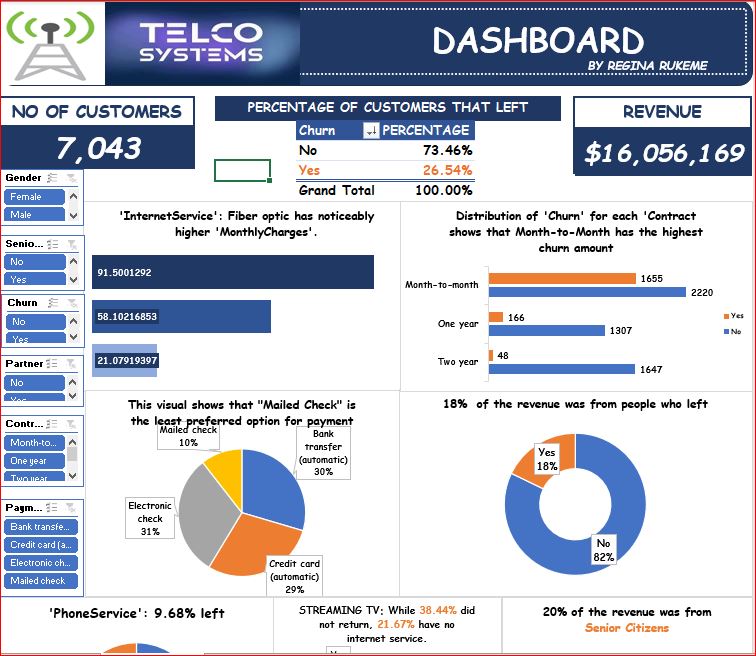 TELCO
SYSTEMS
DASHBOARD
BY REGINA RUKEME
NO OF CUSTOMERS
7,043
PERCENTAGE OF CUSTOMERS THAT LEFT
Churn PERCENTAGE
No 73.46%
Yes 26.54%
Grand Total 100.00%
REVENUE
$16,056,169
Gender
Female
Male
Senio...
No
Yes
Churn
No
Yes
Partner
No
Yes
Contr...
Month-to...
One year
Two year
Paym...
Bank transfe...
Credit card (a...
Electronic ch...
Mailed check
'InternetService': Fiber optic has noticeably
higher 'MonthlyCharges'.
91.5001292
58.10216853
21.07919397
Distribution of 'Churn' for each 'Contract
shows that Month-to-Month has the highest
churn amount
Month-to-month
1655
2220
One year
166
1307
Two year
48
1647
Yes
No
This visual shows that "Mailed Check" is
the least preferred option for payment
Mailed check
10%
Bank
transfer
(automatic)
30%
Electronic
check
31%
Credit card
(automatic)
29%
18% of the revenue was from people who left
Yes
18%
No
82%
'PhoneService': 9.68% left
STREAMING TV: While 38.44% did
not return, 21.67% have no
internet service.
20% of the revenue was from
Senior Citizens